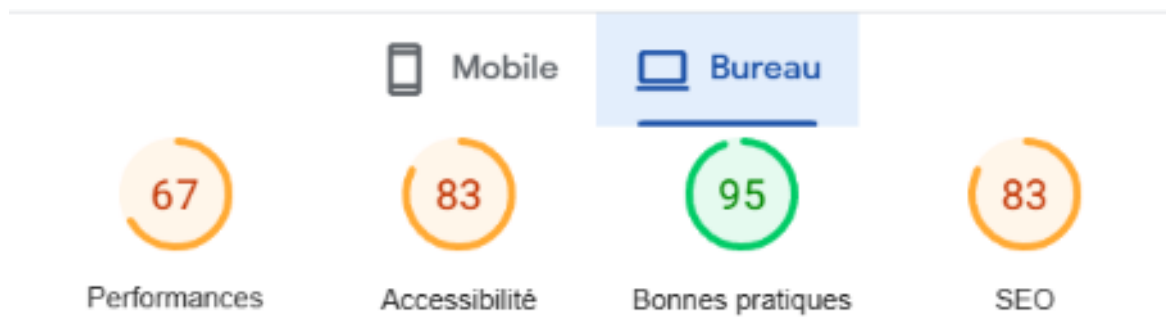 Mobile Bureau
67 83 95 83
Performances Accessibilité Bonnes pratiques SEO